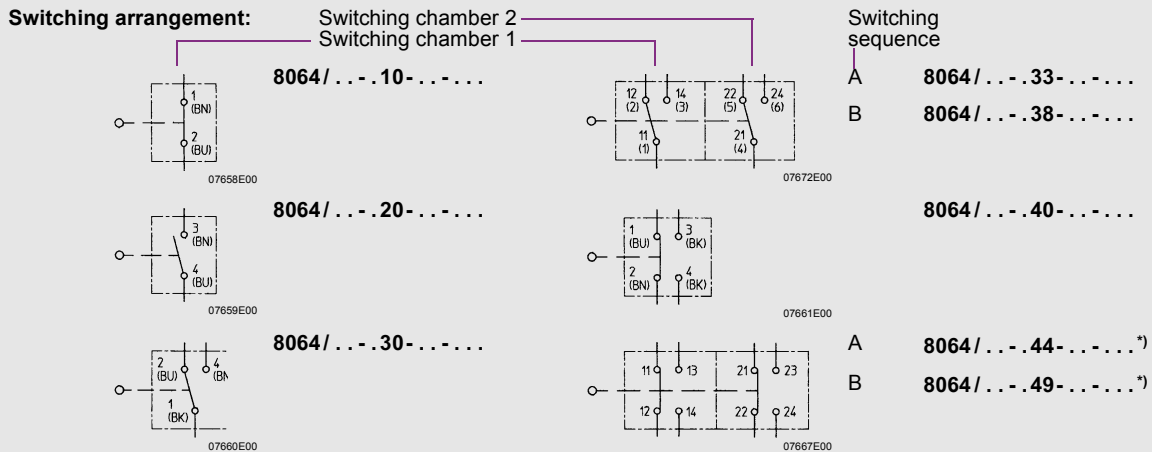 Switching arrangement:
Switching chamber 2
Switching chamber 1
Switching
sequence
1
(BN)
2
(BU)
07658E00
8064 / . . - . 10 - . . - . . .
12
(2)
14
(3)
11
(1)
22
(5)
24
(6)
21
(4)
07672E00
A 8064 / . . - . 33 - . . - . . .
B 8064 / . . - . 38 - . . - . . .
3
(BN)
4
(BU)
07659E00
8064 / . . - . 20 - . . - . . .
1
(BU)
3
(BK)
2
(BN)
4
(BK)
07661E00
8064 / . . - . 40 - . . - . . .
2
(BU)
4
1
(BK)
07660E00
8064 / . . - . 30 - . . - . . .
11 13 21 23
12 14 22 24
07667E00
A 8064 / . . - . 44 - . . - . . . *)
B 8064 / . . - . 49 - . . - . . . *)